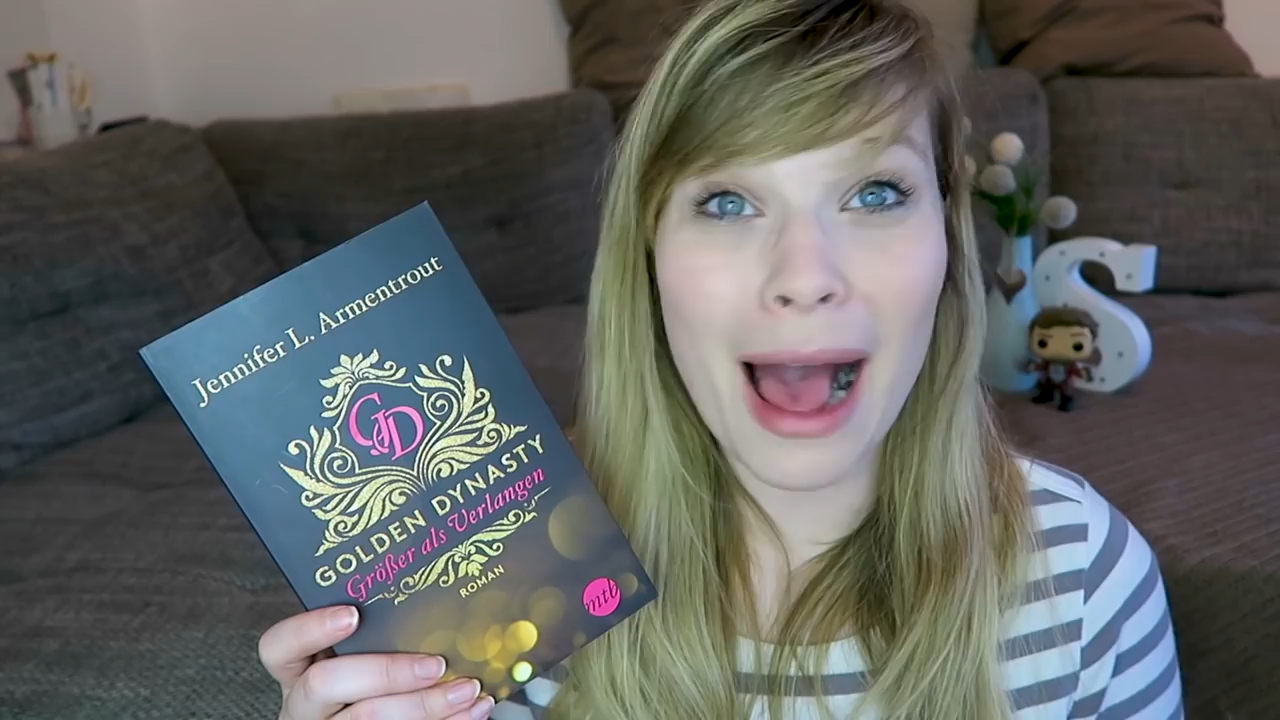 Jennifer L. Armentrout
GD
GOLDEN DYNASTY
Größer als Verlangen
ROMAN
mtb
S